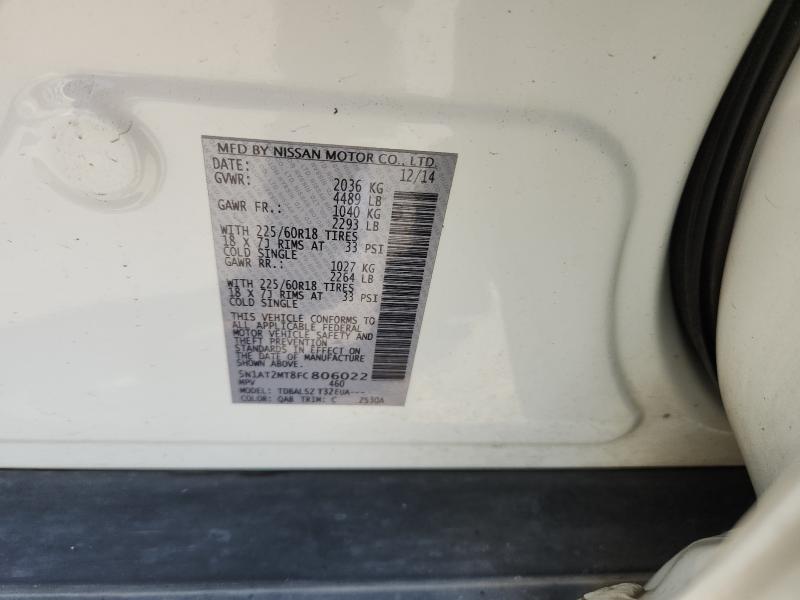 MFD BY NISSAN MOTOR CO., LTD.
DATE: 12/14
GVWR: 2036 KG
4489 LB
GAWR FR.: 1040 KG
2293 LB
WITH 225/60R18 TIRES
18 X 7J RIMS AT 33 PSI
COLD SINGLE
GAWR RR.: 1027 KG
2264 LB
WITH 225/60R18 TIRES
18 X 7J RIMS AT 33 PSI
COLD SINGLE
THIS VEHICLE CONFORMS TO
ALL APPLICABLE FEDERAL
MOTOR VEHICLE SAFETY AND
THEFT PREVENTION
STANDARDS IN EFFECT ON
THE DATE OF MANUFACTURE
SHOWN ABOVE.
5N1AT2MT8FC806022
MPV 460
MODEL: TDBALSZ T32EUA---
COLOR: QAB TRIM: C 2530A